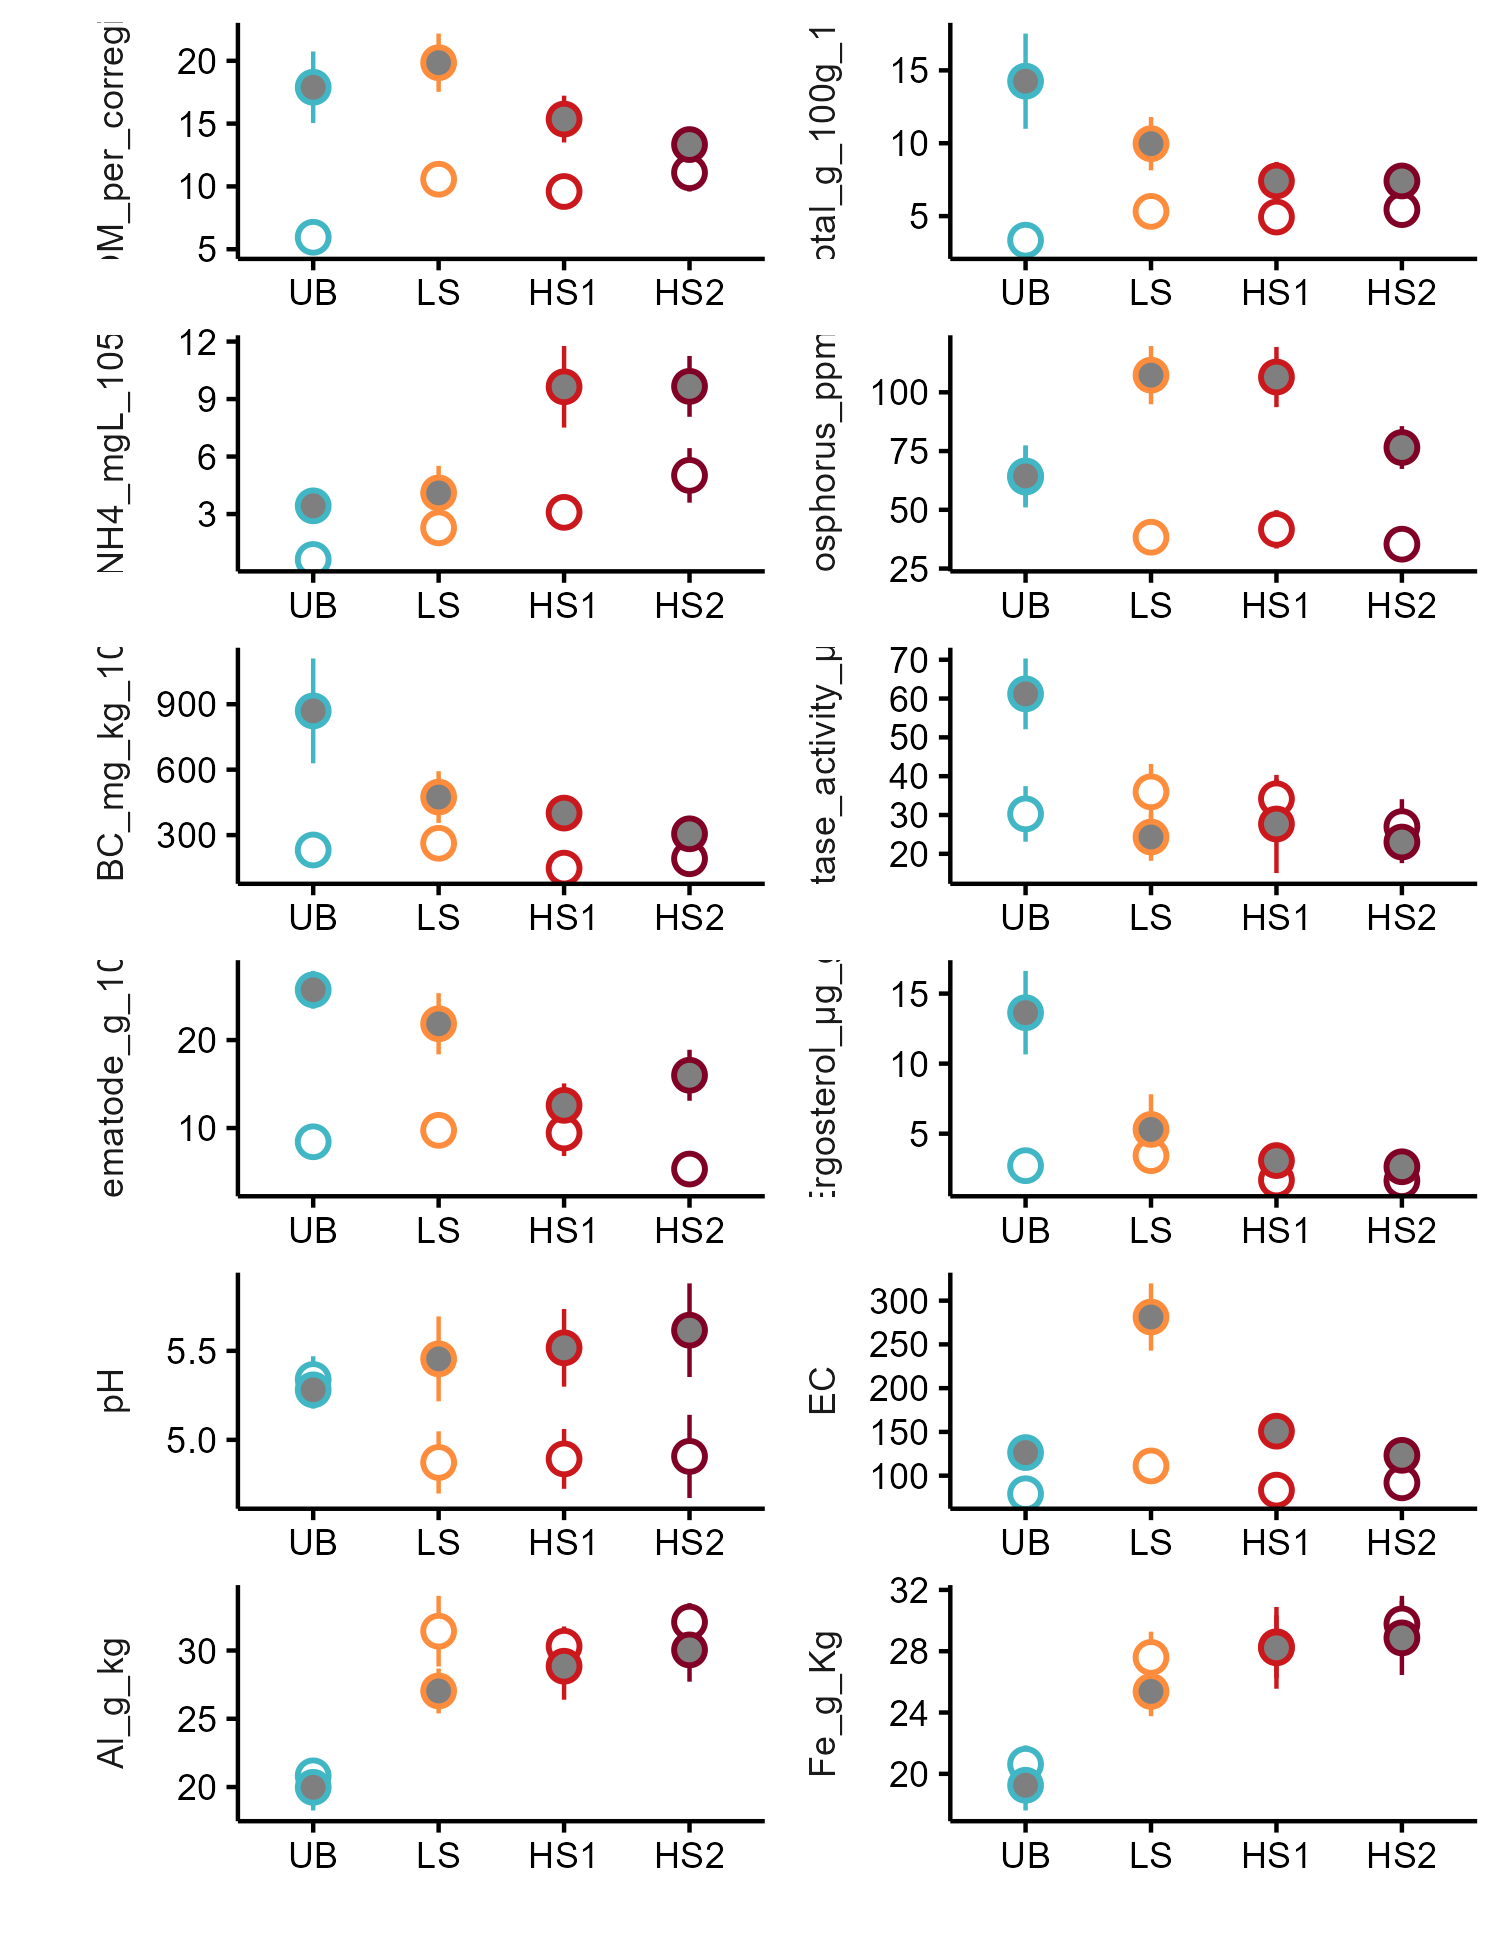 OM_per_corregi
20
15
10
5
UB LS HS1 HS2
otal_g_100g_1
15
10
5
UB LS HS1 HS2
NH4_mgL_105
12
9
6
3
UB LS HS1 HS2
osphorus_ppm
100
75
50
25
UB LS HS1 HS2
BC_mg_kg_10
900
600
300
UB LS HS1 HS2
tase_activity_µ
70
60
50
40
30
20
UB LS HS1 HS2
ematode_g_10
20
10
UB LS HS1 HS2
Ergosterol_µg_g
15
10
5
UB LS HS1 HS2
pH
5.5
5.0
UB LS HS1 HS2
EC
300
250
200
150
100
UB LS HS1 HS2
Al_g_kg
30
25
20
UB LS HS1 HS2
Fe_g_Kg
32
28
24
20
UB LS HS1 HS2